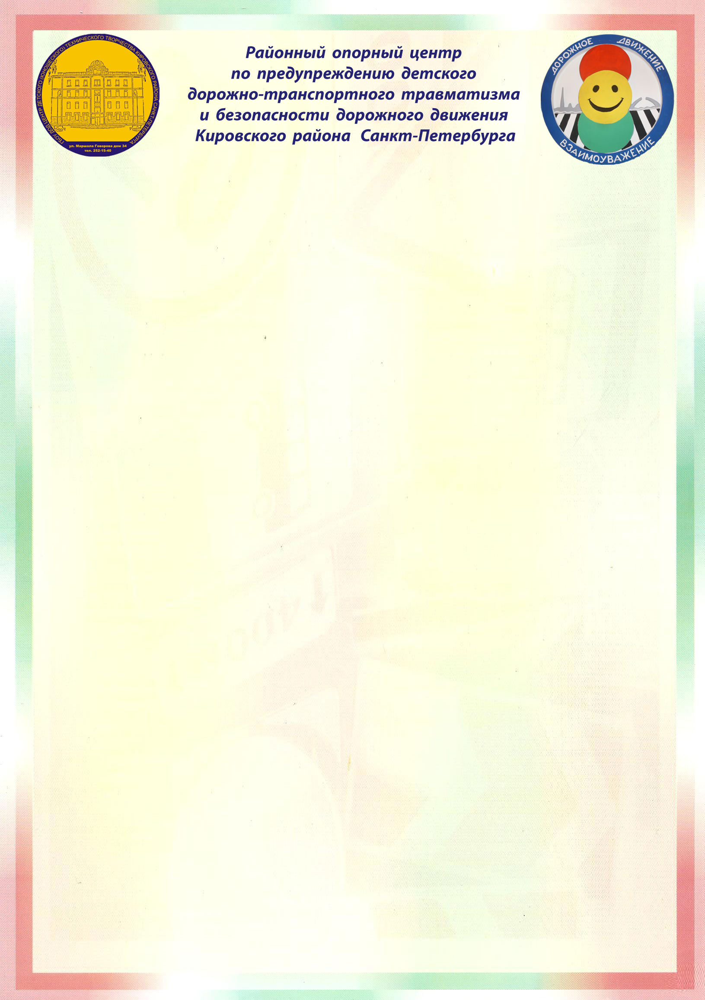 ГБОУ ДОД ЦЕНТР ДЕТСКОГО (ЮНОШЕСКОГО) ТЕХНИЧЕСКОГО ТВОРЧЕСТВА КИРОВСКОГО РАЙОНА САНКТ-ПЕТЕРБУРГА
ул. Маршала Говорова дом 34
тел. 252-15-40
Районный опорный центр
по предупреждению детского
дорожно-транспортного травматизма
и безопасности дорожного движения
Кировского района Санкт-Петербурга
ДОРОЖНОЕ ДВИЖЕНИЕ
ВЗАИМОУВАЖЕНИЕ